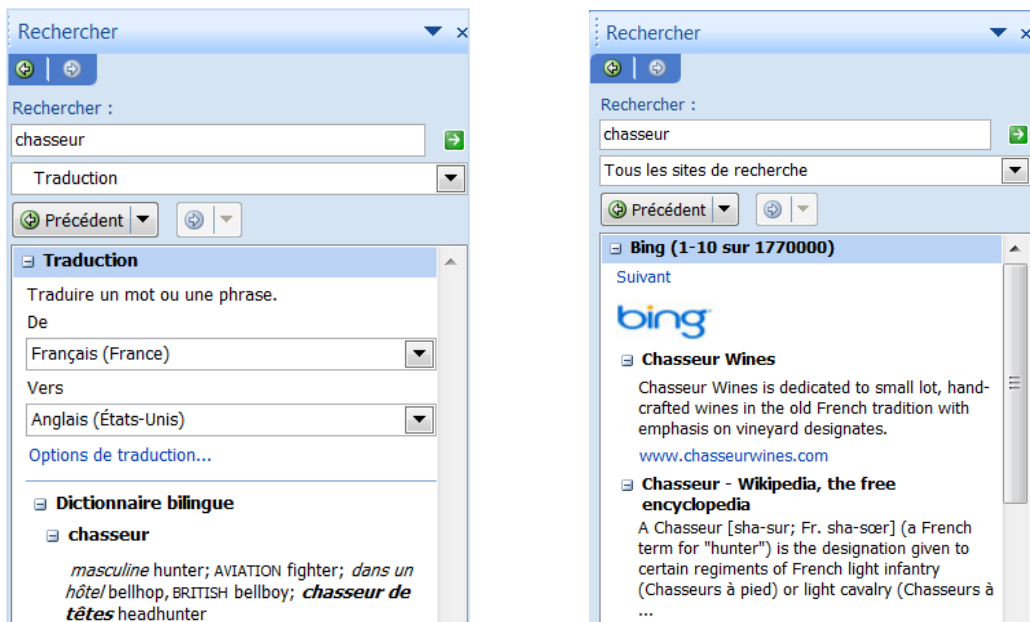 Rechercher
Rechercher :
chasseur
Traduction
Précédent
Traduction
Traduire un mot ou une phrase.
De
Français (France)
Vers
Anglais (États-Unis)
Options de traduction...
Dictionnaire bilingue
chasseur
masculine hunter; AVIATION fighter; dans un
hôtel bellhop, BRITISH bellboy; chasseur de
têtes headhunter
Rechercher
Rechercher :
chasseur
Tous les sites de recherche
Précédent
Bing (1-10 sur 1770000)
Suivant
bing
Chasseur Wines
Chasseur Wines is dedicated to small lot, hand-
crafted wines in the old French tradition with
emphasis on vineyard designates.
www.chasseurwines.com
Chasseur - Wikipedia, the free
encyclopedia
A Chasseur [sha-sur; Fr. sha-sœr] (a French
term for "hunter") is the designation given to
certain regiments of French light infantry
(Chasseurs à pied) or light cavalry (Chasseurs à
...